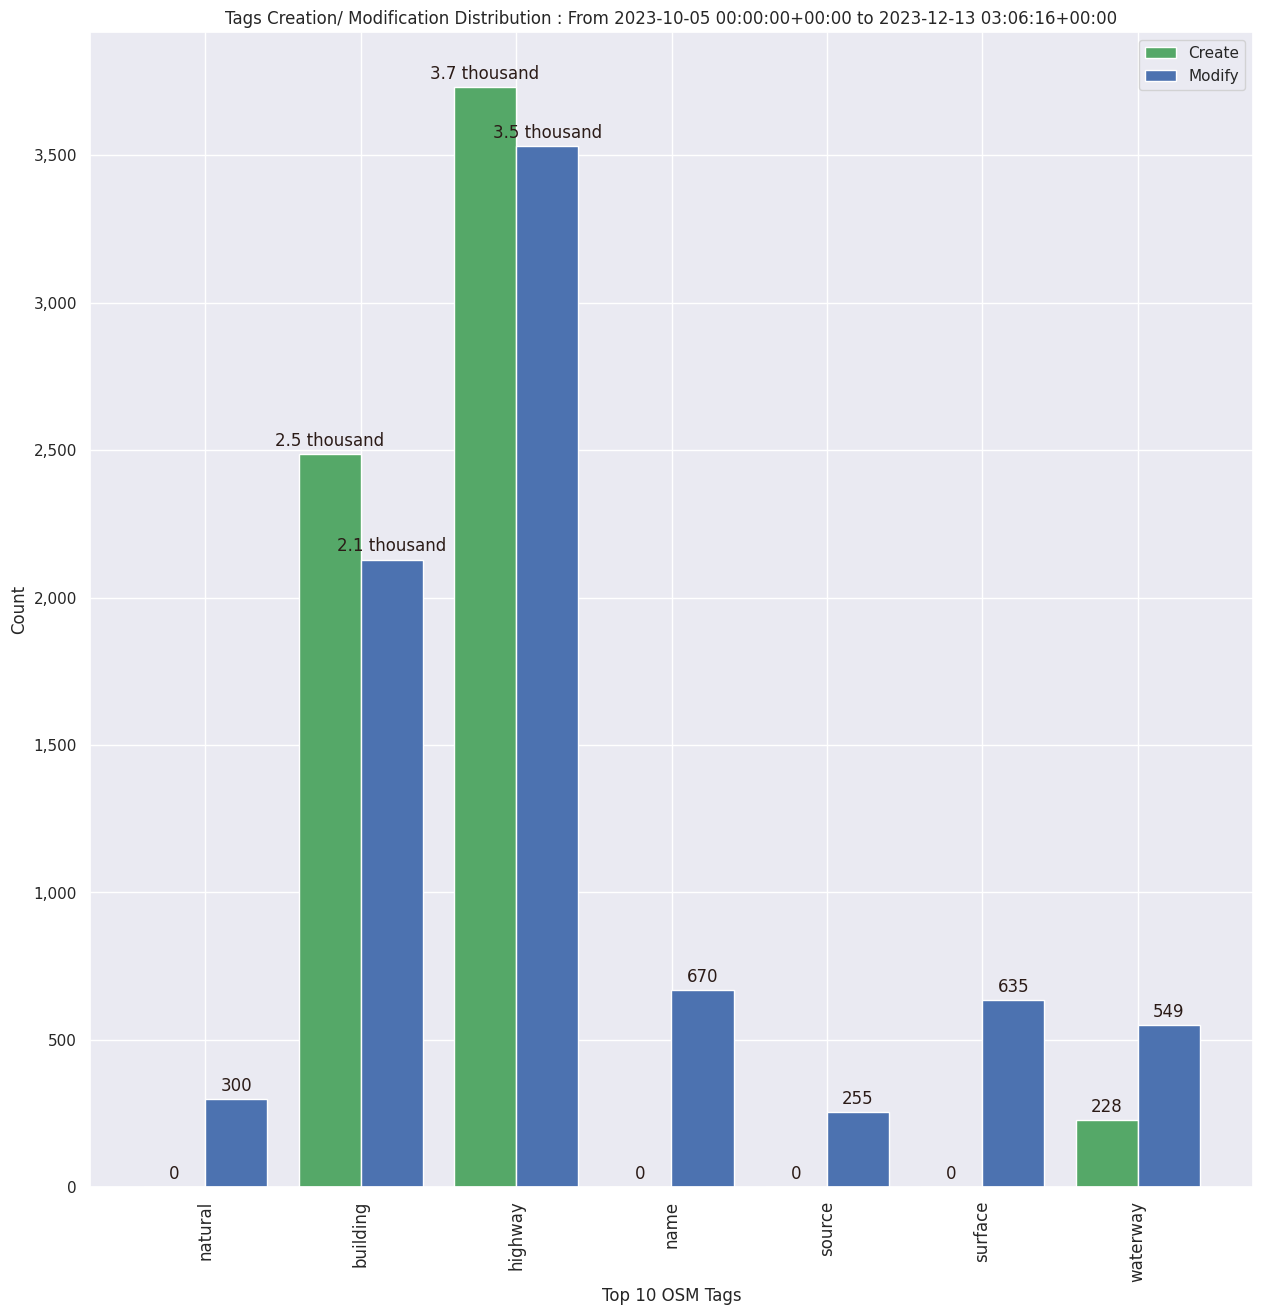 Tags Creation/ Modification Distribution : From 2023-10-05 00:00:00+00:00 to 2023-12-13 03:06:16+00:00
Create
Modify
3.7 thousand
3.5 thousand
2.5 thousand
2.1 thousand
670
635
549
300
255
228
0
0
0
0
3,500
3,000
2,500
2,000
1,500
1,000
500
0
Count
natural
building
highway
name
source
surface
waterway
Top 10 OSM Tags